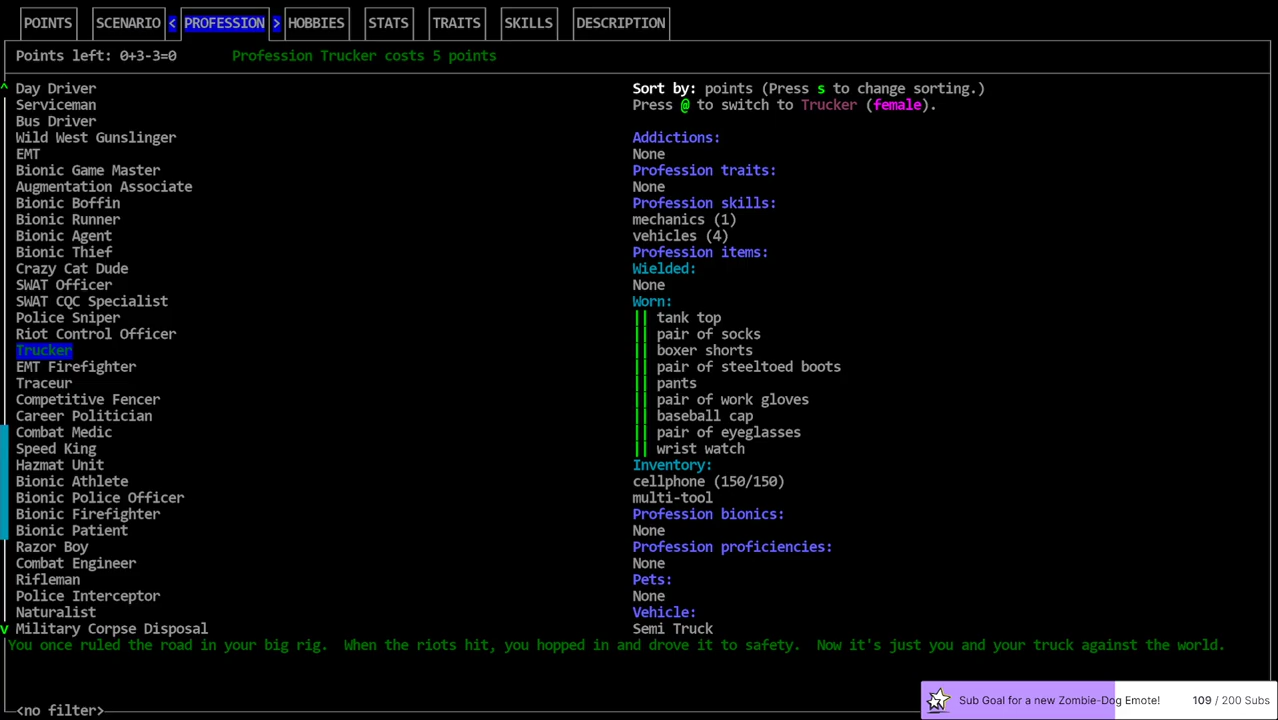 POINTS SCENARIO < PROFESSION > HOBBIES STATS TRAITS SKILLS DESCRIPTION
Points left: 0+3-3=0 Profession Trucker costs 5 points
^ Day Driver
Serviceman
Bus Driver
Wild West Gunslinger
EMT
Bionic Game Master
Augmentation Associate
Bionic Boffin
Bionic Runner
Bionic Agent
Bionic Thief
Crazy Cat Dude
SWAT Officer
SWAT CQC Specialist
Police Sniper
Riot Control Officer
Trucker
EMT Firefighter
Traceur
Competitive Fencer
Career Politician
Combat Medic
Speed King
Hazmat Unit
Bionic Athlete
Bionic Police Officer
Bionic Firefighter
Bionic Patient
Razor Boy
Combat Engineer
Rifleman
Police Interceptor
Naturalist
v Military Corpse Disposal
Sort by: points (Press s to change sorting.)
Press @ to switch to Trucker (female).
Addictions:
None
Profession traits:
None
Profession skills:
mechanics (1)
vehicles (4)
Profession items:
Wielded:
None
Worn:
|| tank top
|| pair of socks
|| boxer shorts
|| pair of steeltoed boots
|| pants
|| pair of work gloves
|| baseball cap
|| pair of eyeglasses
|| wrist watch
Inventory:
cellphone (150/150)
multi-tool
Profession bionics:
None
Profession proficiencies:
None
Pets:
None
Vehicle:
Semi Truck
You once ruled the road in your big rig. When the riots hit, you hopped in and drove it to safety. Now it's just you and your truck against the world.
Sub Goal for a new Zombie-Dog Emote! 109 / 200 Subs
<no filter>